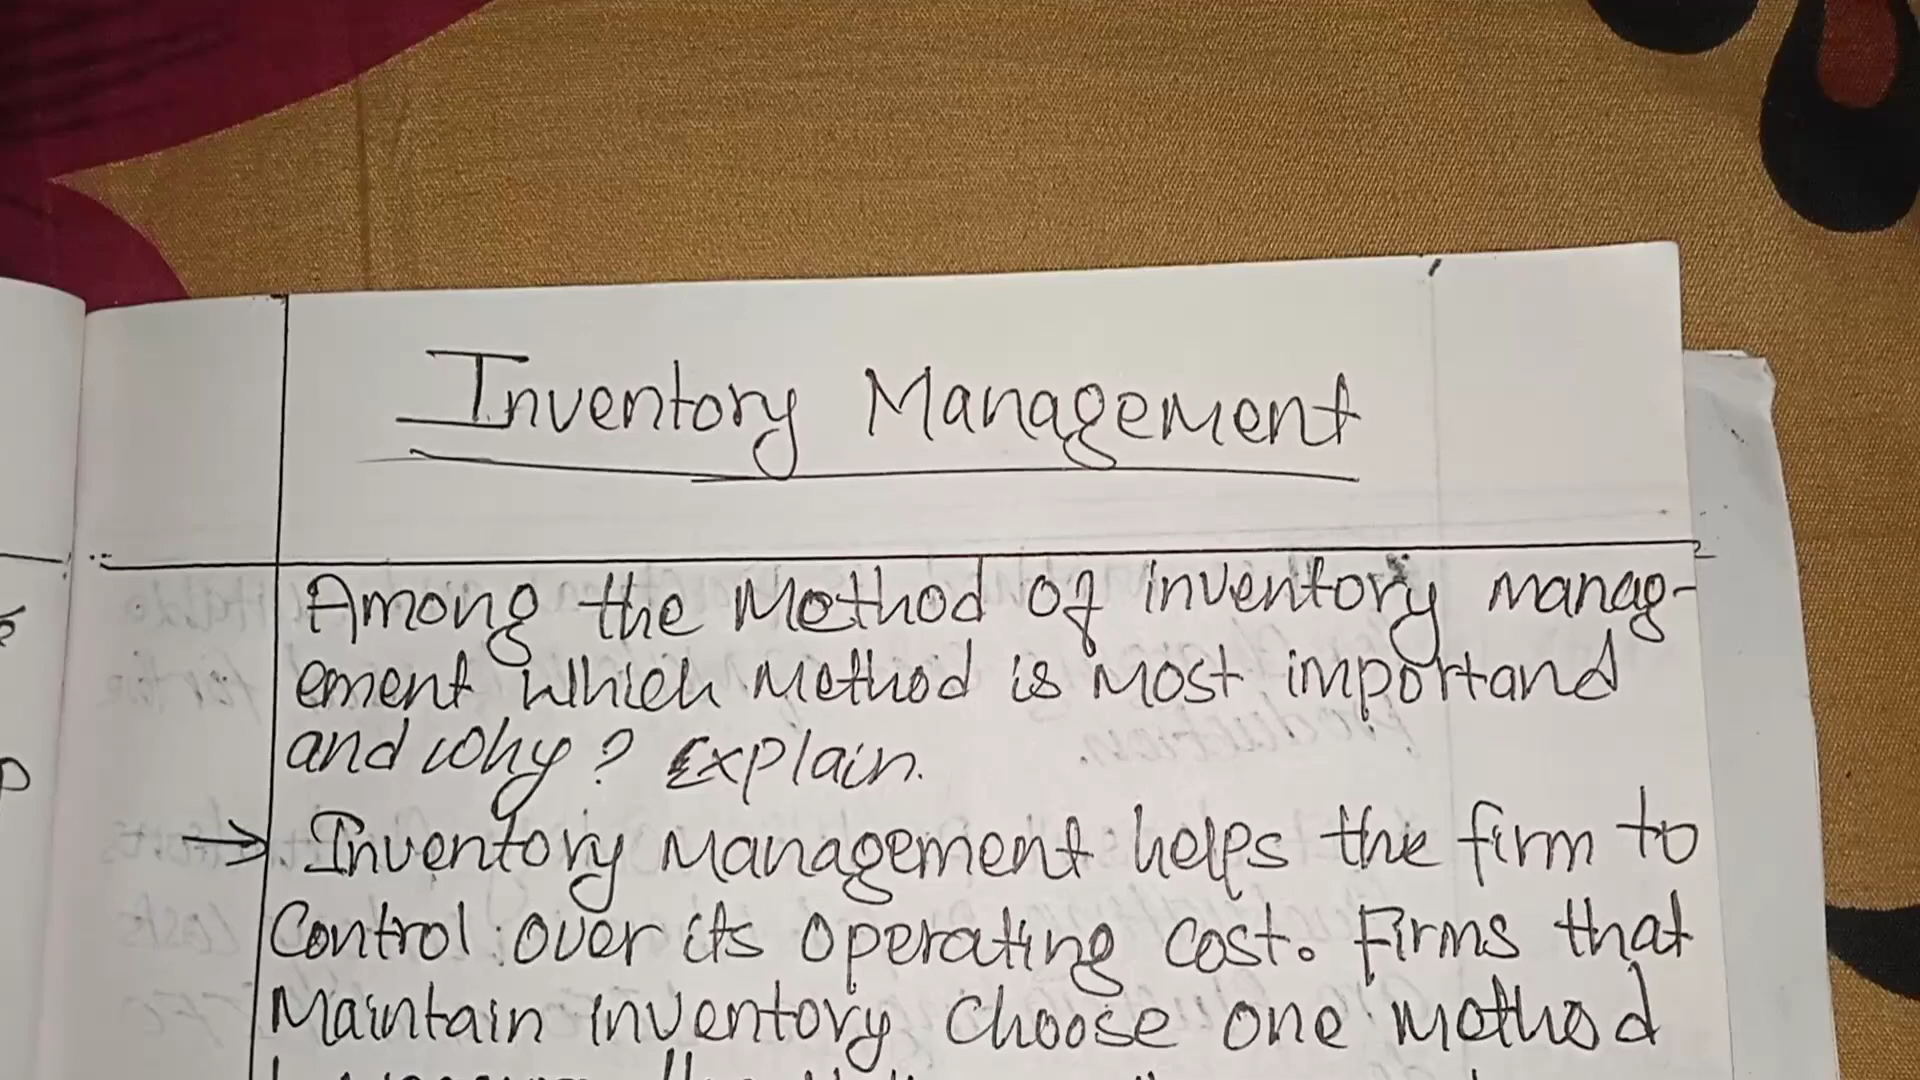 Inventory Management
Among the Method of inventory manag-
ement which Method is Most importand
and why? Explain.
→ Inventory Management helps the firm to
Control over its operating cost. Firms that
Maintain inventory Choose one method